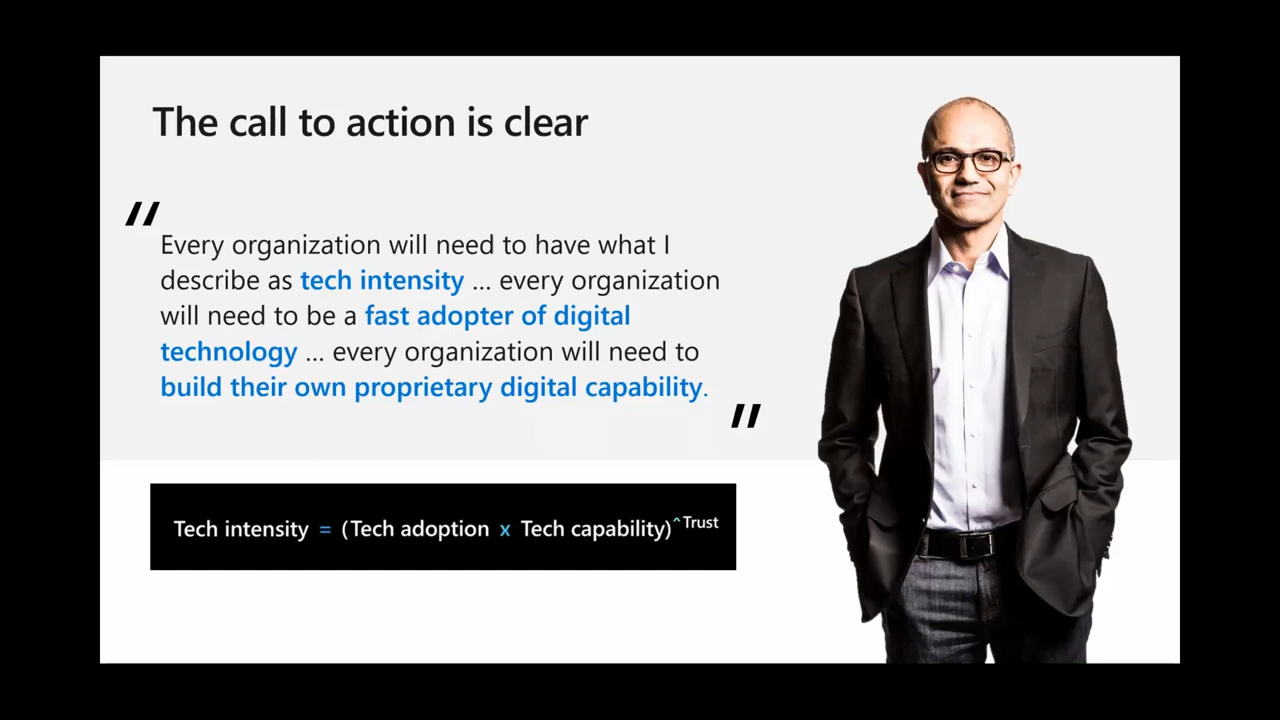 The call to action is clear
"
Every organization will need to have what I
describe as tech intensity ... every organization
will need to be a fast adopter of digital
technology ... every organization will need to
build their own proprietary digital capability.
"
Tech intensity = (Tech adoption x Tech capability)^Trust